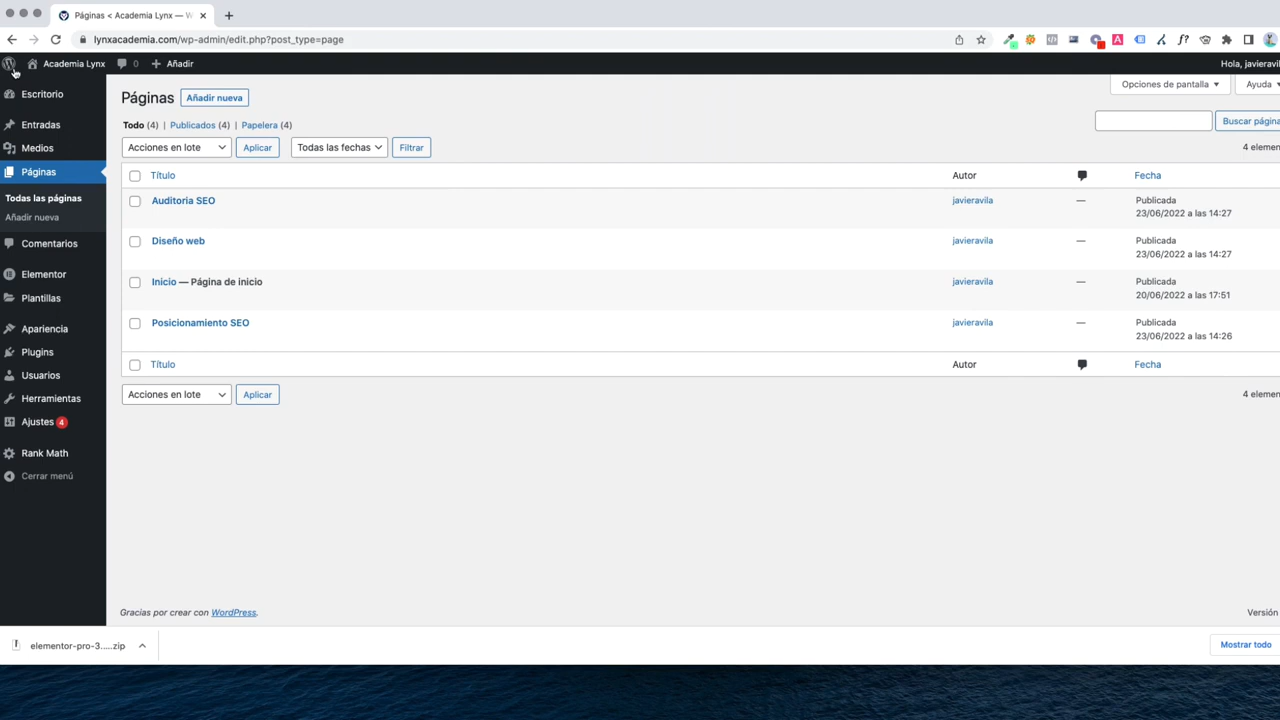 Páginas < Academia Lynx — W
lynxacademia.com/wp-admin/edit.php?post_type=page
Academia Lynx 0 Añadir Hola, javieravil
Opciones de pantalla Ayuda
Escritorio
Entradas
Medios
Páginas
Todas las páginas
Añadir nueva
Comentarios
Elementor
Plantillas
Apariencia
Plugins
Usuarios
Herramientas
Ajustes 4
Rank Math
Cerrar menú
Páginas Añadir nueva
Todo (4) | Publicados (4) | Papelera (4)
Buscar página
Acciones en lote Aplicar Todas las fechas Filtrar 4 elemen
Título Autor Fecha
Auditoria SEO javieravila — Publicada
23/06/2022 a las 14:27
Diseño web javieravila — Publicada
23/06/2022 a las 14:27
Inicio — Página de inicio javieravila — Publicada
20/06/2022 a las 17:51
Posicionamiento SEO javieravila — Publicada
23/06/2022 a las 14:26
Título Autor Fecha
Acciones en lote Aplicar 4 elemen
Gracias por crear con WordPress. Versión
elementor-pro-3.....zip Mostrar todo